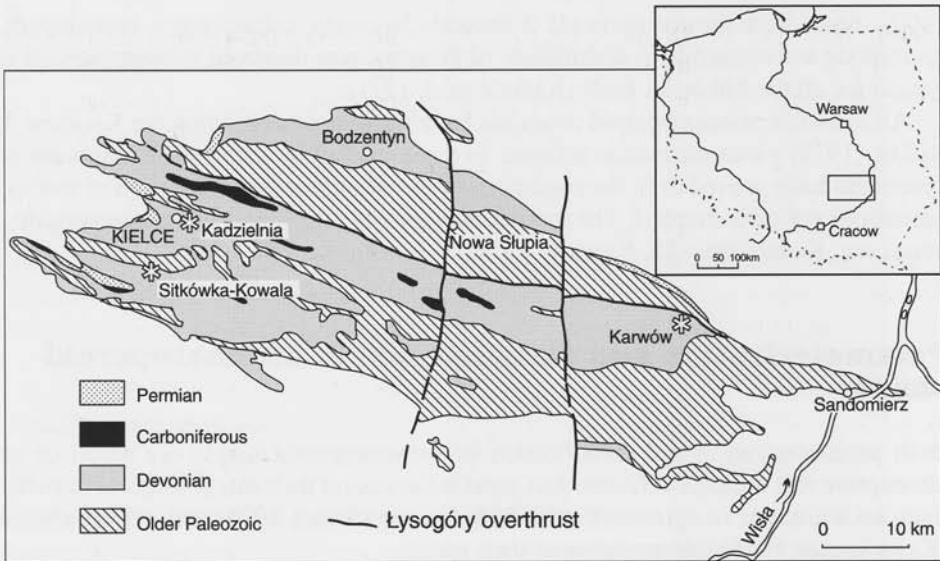 Warsaw
Cracow
0 50 100km
Bodzentyn
KIELCE
Kadzielnia
Nowa Słupia
Sitkówka-Kowala
Karwów
Sandomierz
Permian
Carboniferous
Devonian
Older Paleozoic
Łysogóry overthrust
Wisła
0 10 km